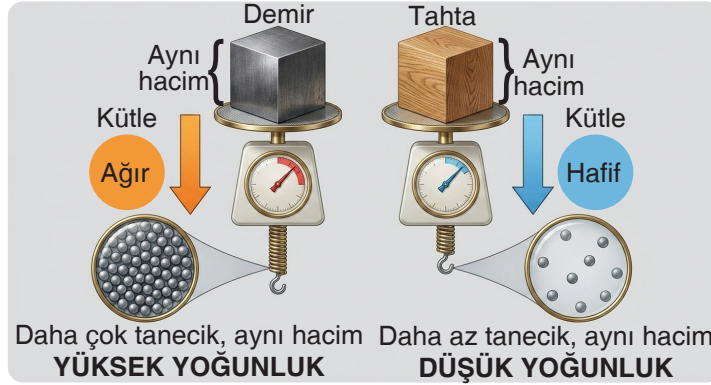 Demir
Aynı
hacim
Kütle
Ağır
Daha çok tanecik, aynı hacim
YÜKSEK YOĞUNLUK
Tahta
Aynı
hacim
Kütle
Hafif
Daha az tanecik, aynı hacim
DÜŞÜK YOĞUNLUK